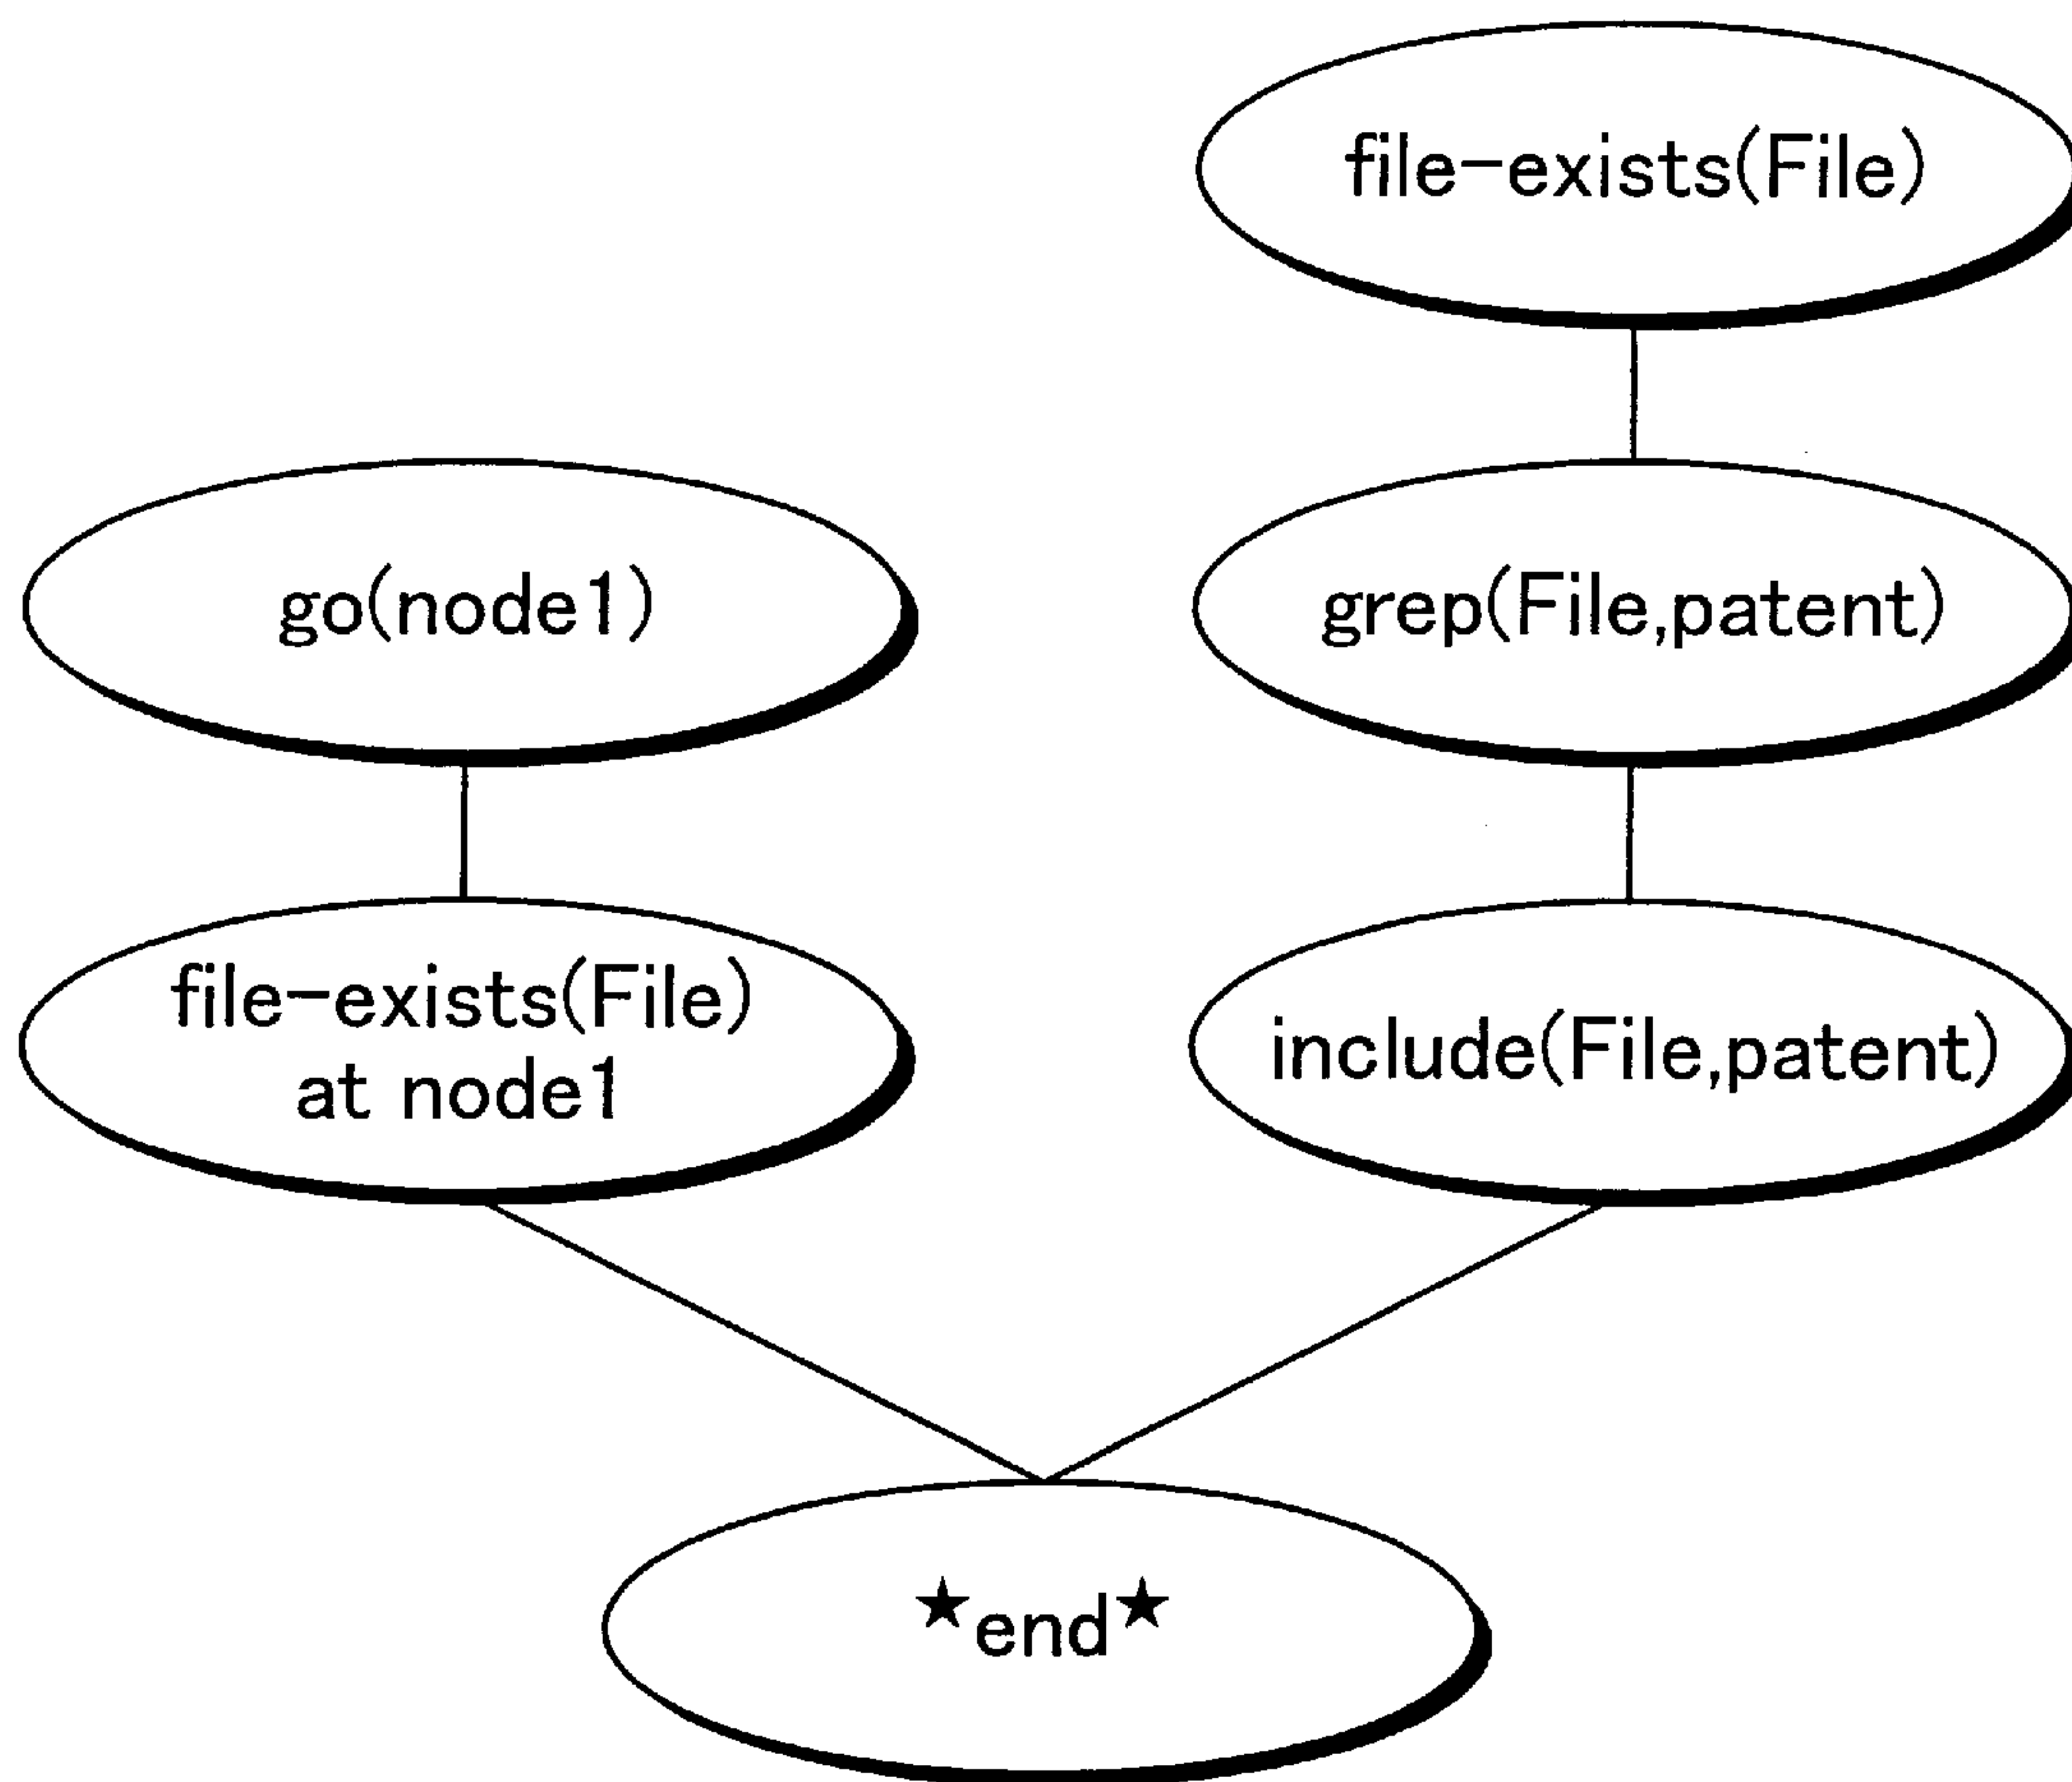 file-exists(File)
go(node1)
grep(File,patent)
file-exists(File)
at node1
include(File,patent)
★end★